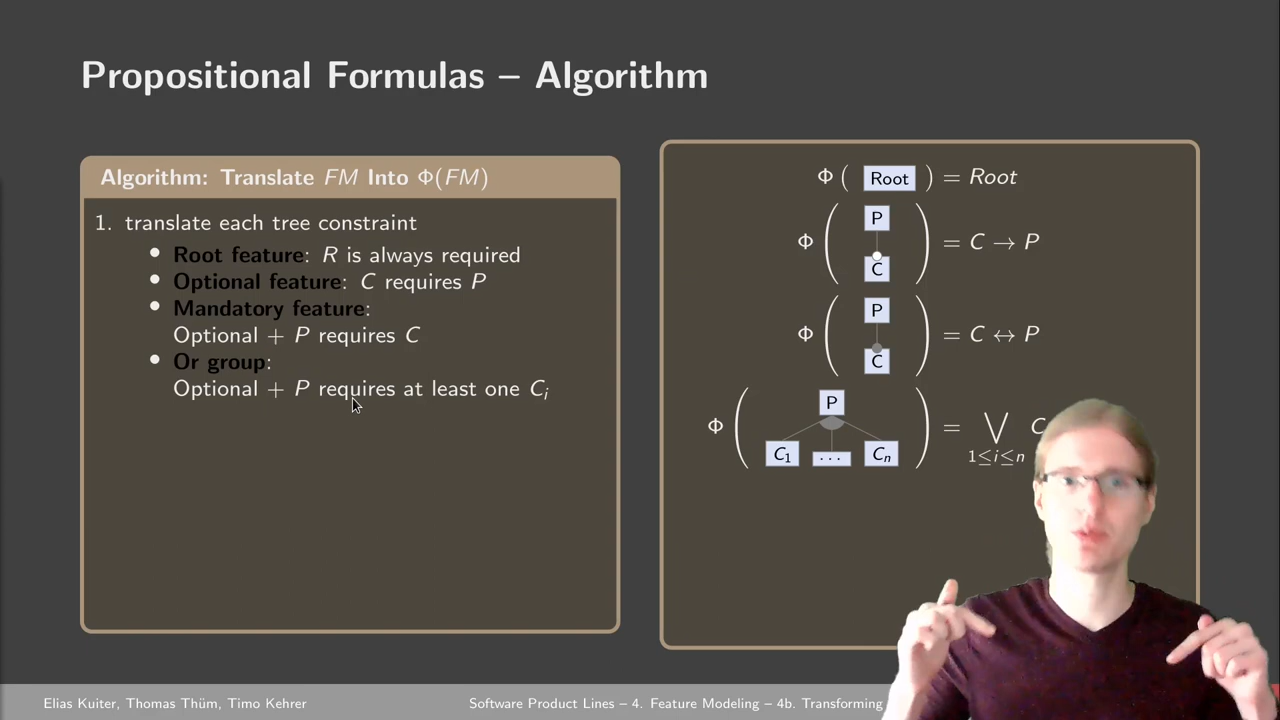 Propositional Formulas – Algorithm
Algorithm: Translate FM Into Φ(FM)
1. translate each tree constraint
• Root feature: R is always required
• Optional feature: C requires P
• Mandatory feature:
Optional + P requires C
• Or group:
Optional + P requires at least one Cᵢ
Φ ( Root ) = Root
P
Φ ( ) = C → P
C
P
Φ ( ) = C ↔ P
C
P
Φ ( ) = ⋁ C
C₁ ... Cₙ
1≤i≤n
Elias Kuiter, Thomas Thüm, Timo Kehrer
Software Product Lines – 4. Feature Modeling – 4b. Transforming